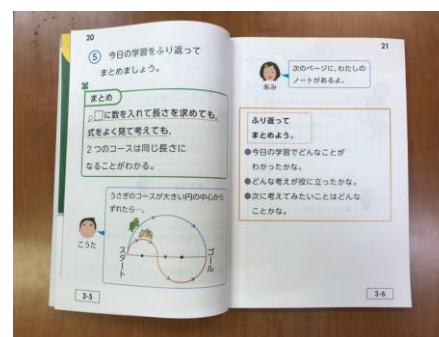 20
⑤ 今日の学習をふり返って
まとめましょう。
まとめ
□に数を入れて長さを求めても、
式をよく見て考えても、
2つのコースは同じ長さに
なることがわかる。
うさぎのコースが大きい円の中心から
ずれたら…。
こうた
スタート
ゴール
3-5
21
次のページに、わたしの
ノートがあるよ。
あみ
ふり返って
まとめよう。
●今日の学習でどんなことが
わかったかな。
●どんな考えが役に立ったかな。
●次に考えてみたいことはどんな
ことかな。
3-6